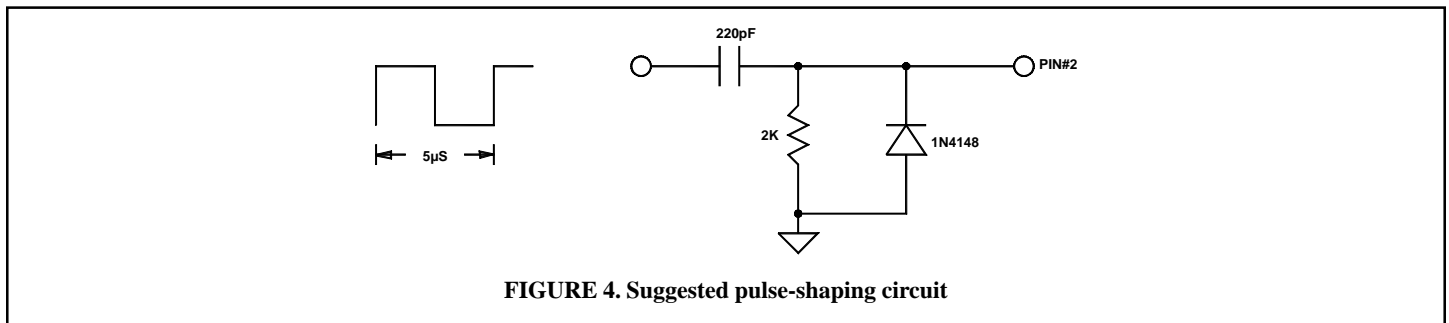 220pF
PIN#2
2K
1N4148
5µS
FIGURE 4. Suggested pulse-shaping circuit